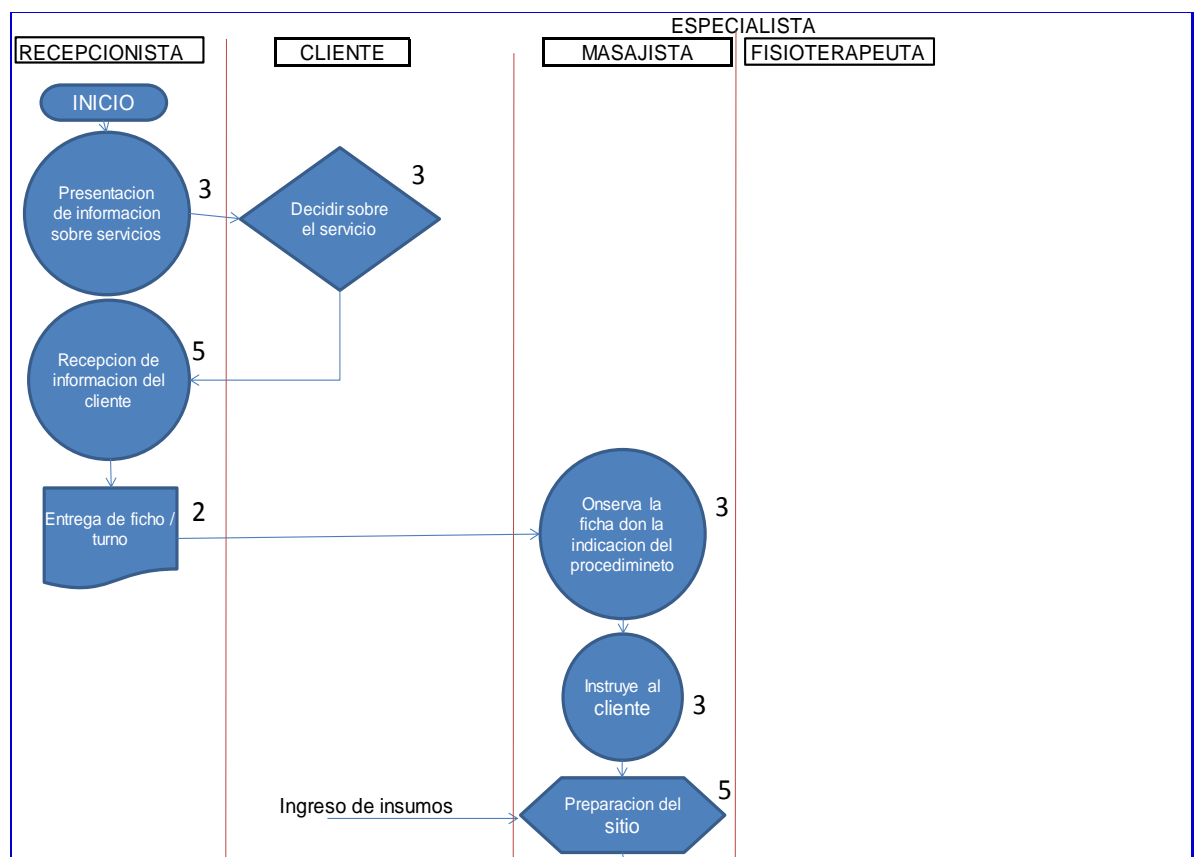 ESPECIALISTA
RECEPCIONISTA
CLIENTE
MASAJISTA
FISIOTERAPEUTA
INICIO
Presentacion
de informacion
sobre servicios
3
Decidir sobre
el servicio
3
Recepcion de
informacion del
cliente
5
Entrega de ficho /
turno
2
Onserva la
ficha don la
indicacion del
procedimineto
3
Instruye al
cliente
3
Ingreso de insumos
Preparacion del
sitio
5